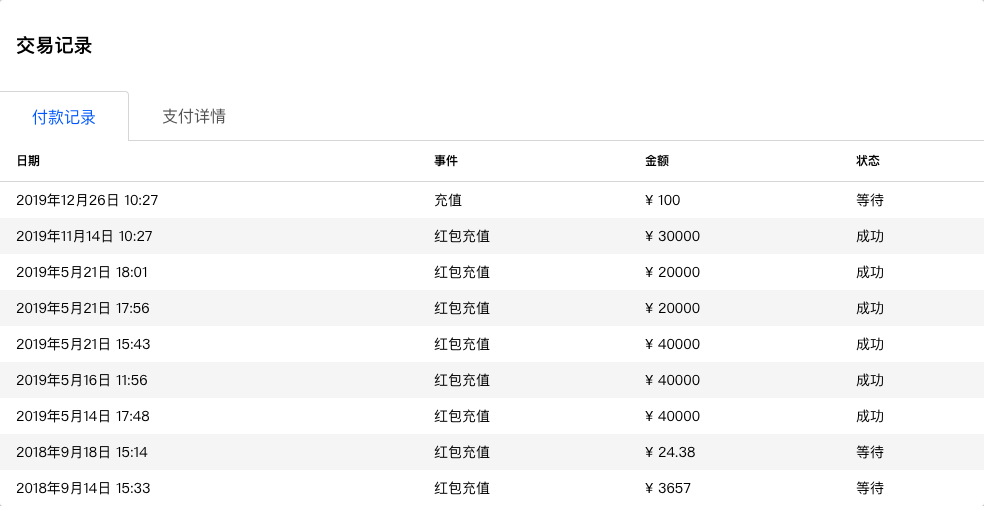 交易记录
付款记录 支付详情
日期 事件 金额 状态
2019年12月26日 10:27 充值 ¥ 100 等待
2019年11月14日 10:27 红包充值 ¥ 30000 成功
2019年5月21日 18:01 红包充值 ¥ 20000 成功
2019年5月21日 17:56 红包充值 ¥ 20000 成功
2019年5月21日 15:43 红包充值 ¥ 40000 成功
2019年5月16日 11:56 红包充值 ¥ 40000 成功
2019年5月14日 17:48 红包充值 ¥ 40000 成功
2018年9月18日 15:14 红包充值 ¥ 24.38 等待
2018年9月14日 15:33 红包充值 ¥ 3657 等待